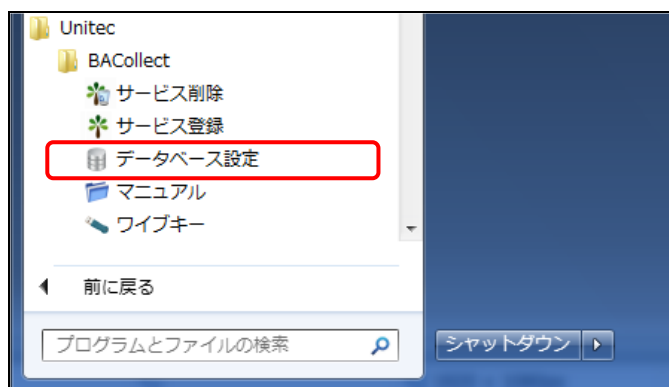 Unitec
BACollect
サービス削除
サービス登録
データベース設定
マニュアル
ワイプキー
前に戻る
プログラムとファイルの検索
シャットダウン